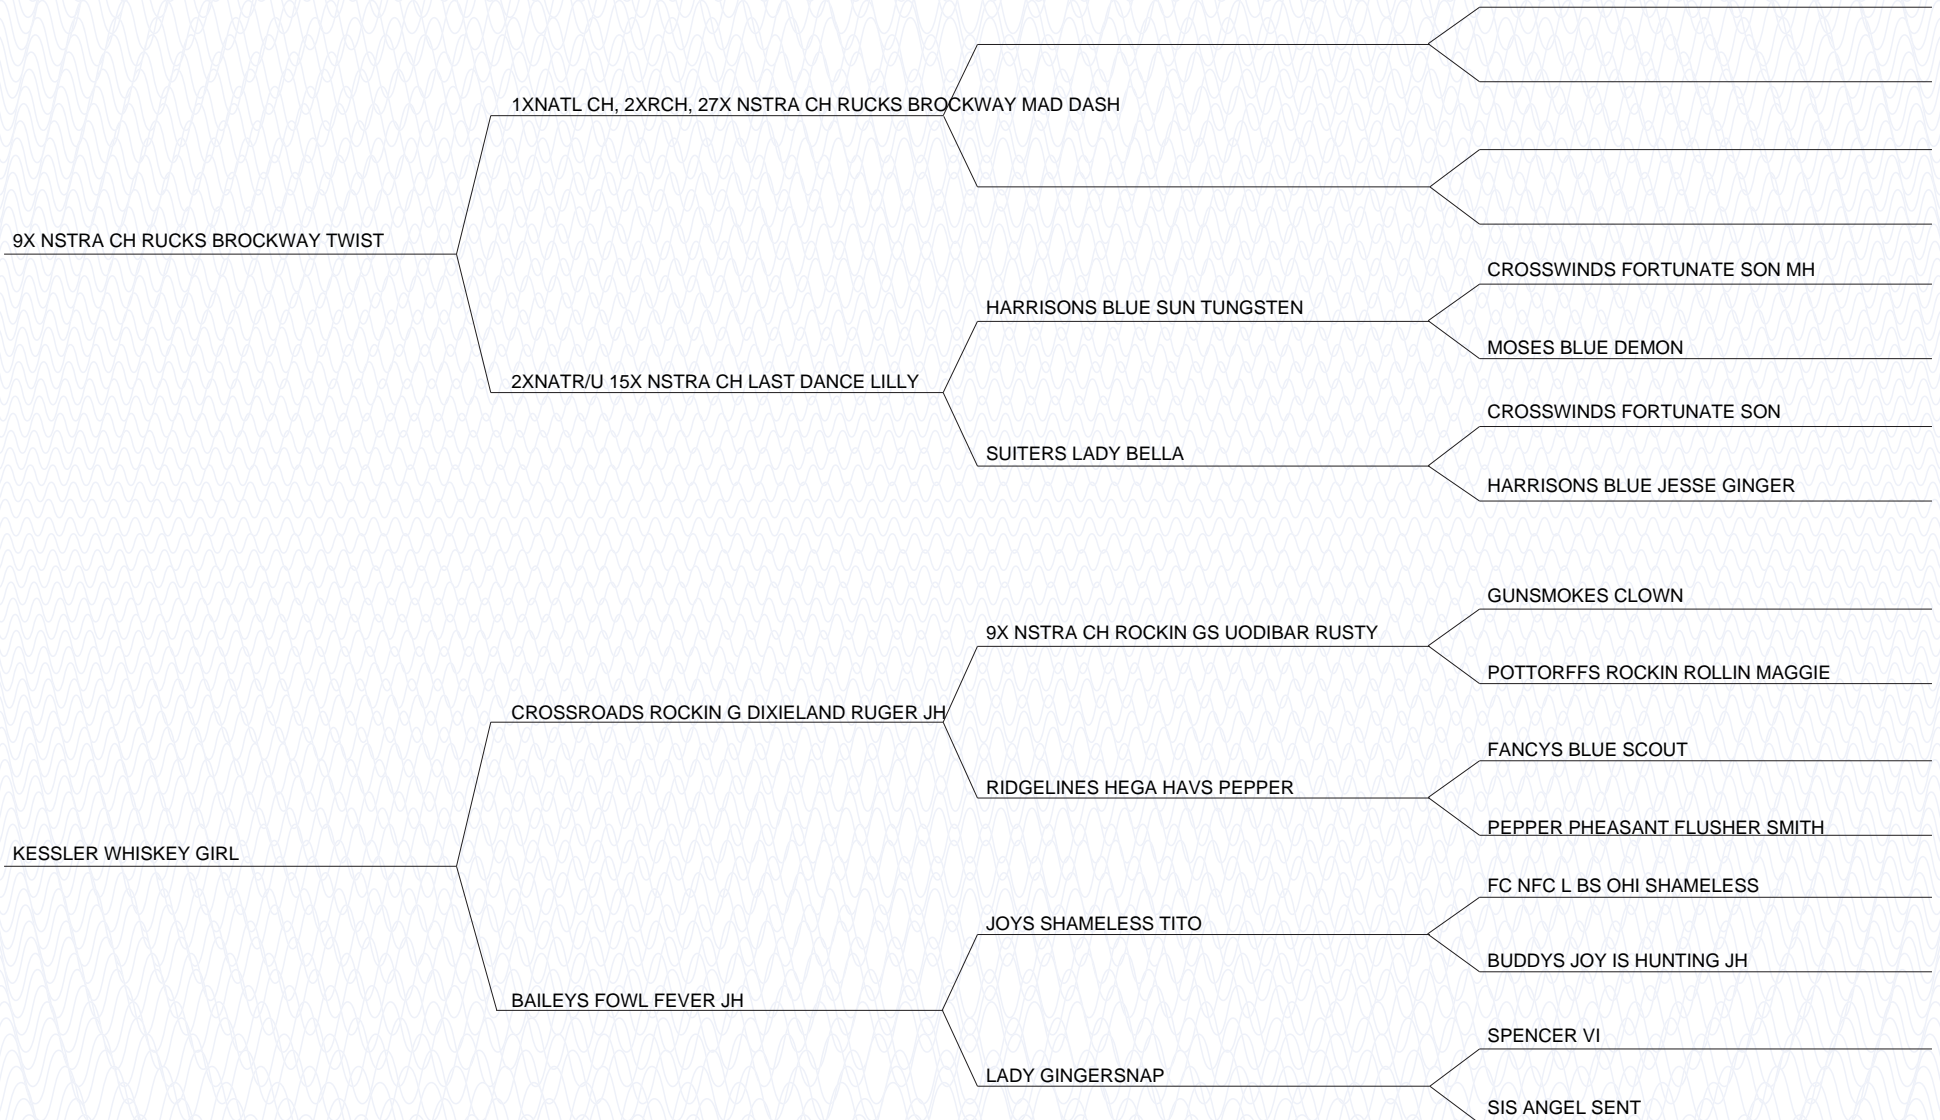 1XNATL CH, 2XRCH, 27X NSTRA CH RUCKS BROCKWAY MAD DASH
9X NSTRA CH RUCKS BROCKWAY TWIST
CROSSWINDS FORTUNATE SON MH
HARRISONS BLUE SUN TUNGSTEN
MOSES BLUE DEMON
2XNATR/U 15X NSTRA CH LAST DANCE LILLY
CROSSWINDS FORTUNATE SON
SUITERS LADY BELLA
HARRISONS BLUE JESSE GINGER
GUNSMOKES CLOWN
9X NSTRA CH ROCKIN GS UODIBAR RUSTY
POTTORFFS ROCKIN ROLLIN MAGGIE
CROSSROADS ROCKIN G DIXIELAND RUGER JH
FANCYS BLUE SCOUT
RIDGELINES HEGA HAVS PEPPER
PEPPER PHEASANT FLUSHER SMITH
KESSLER WHISKEY GIRL
FC NFC L BS OHI SHAMELESS
JOYS SHAMELESS TITO
BUDDYS JOY IS HUNTING JH
BAILEYS FOWL FEVER JH
SPENCER VI
LADY GINGERSNAP
SIS ANGEL SENT